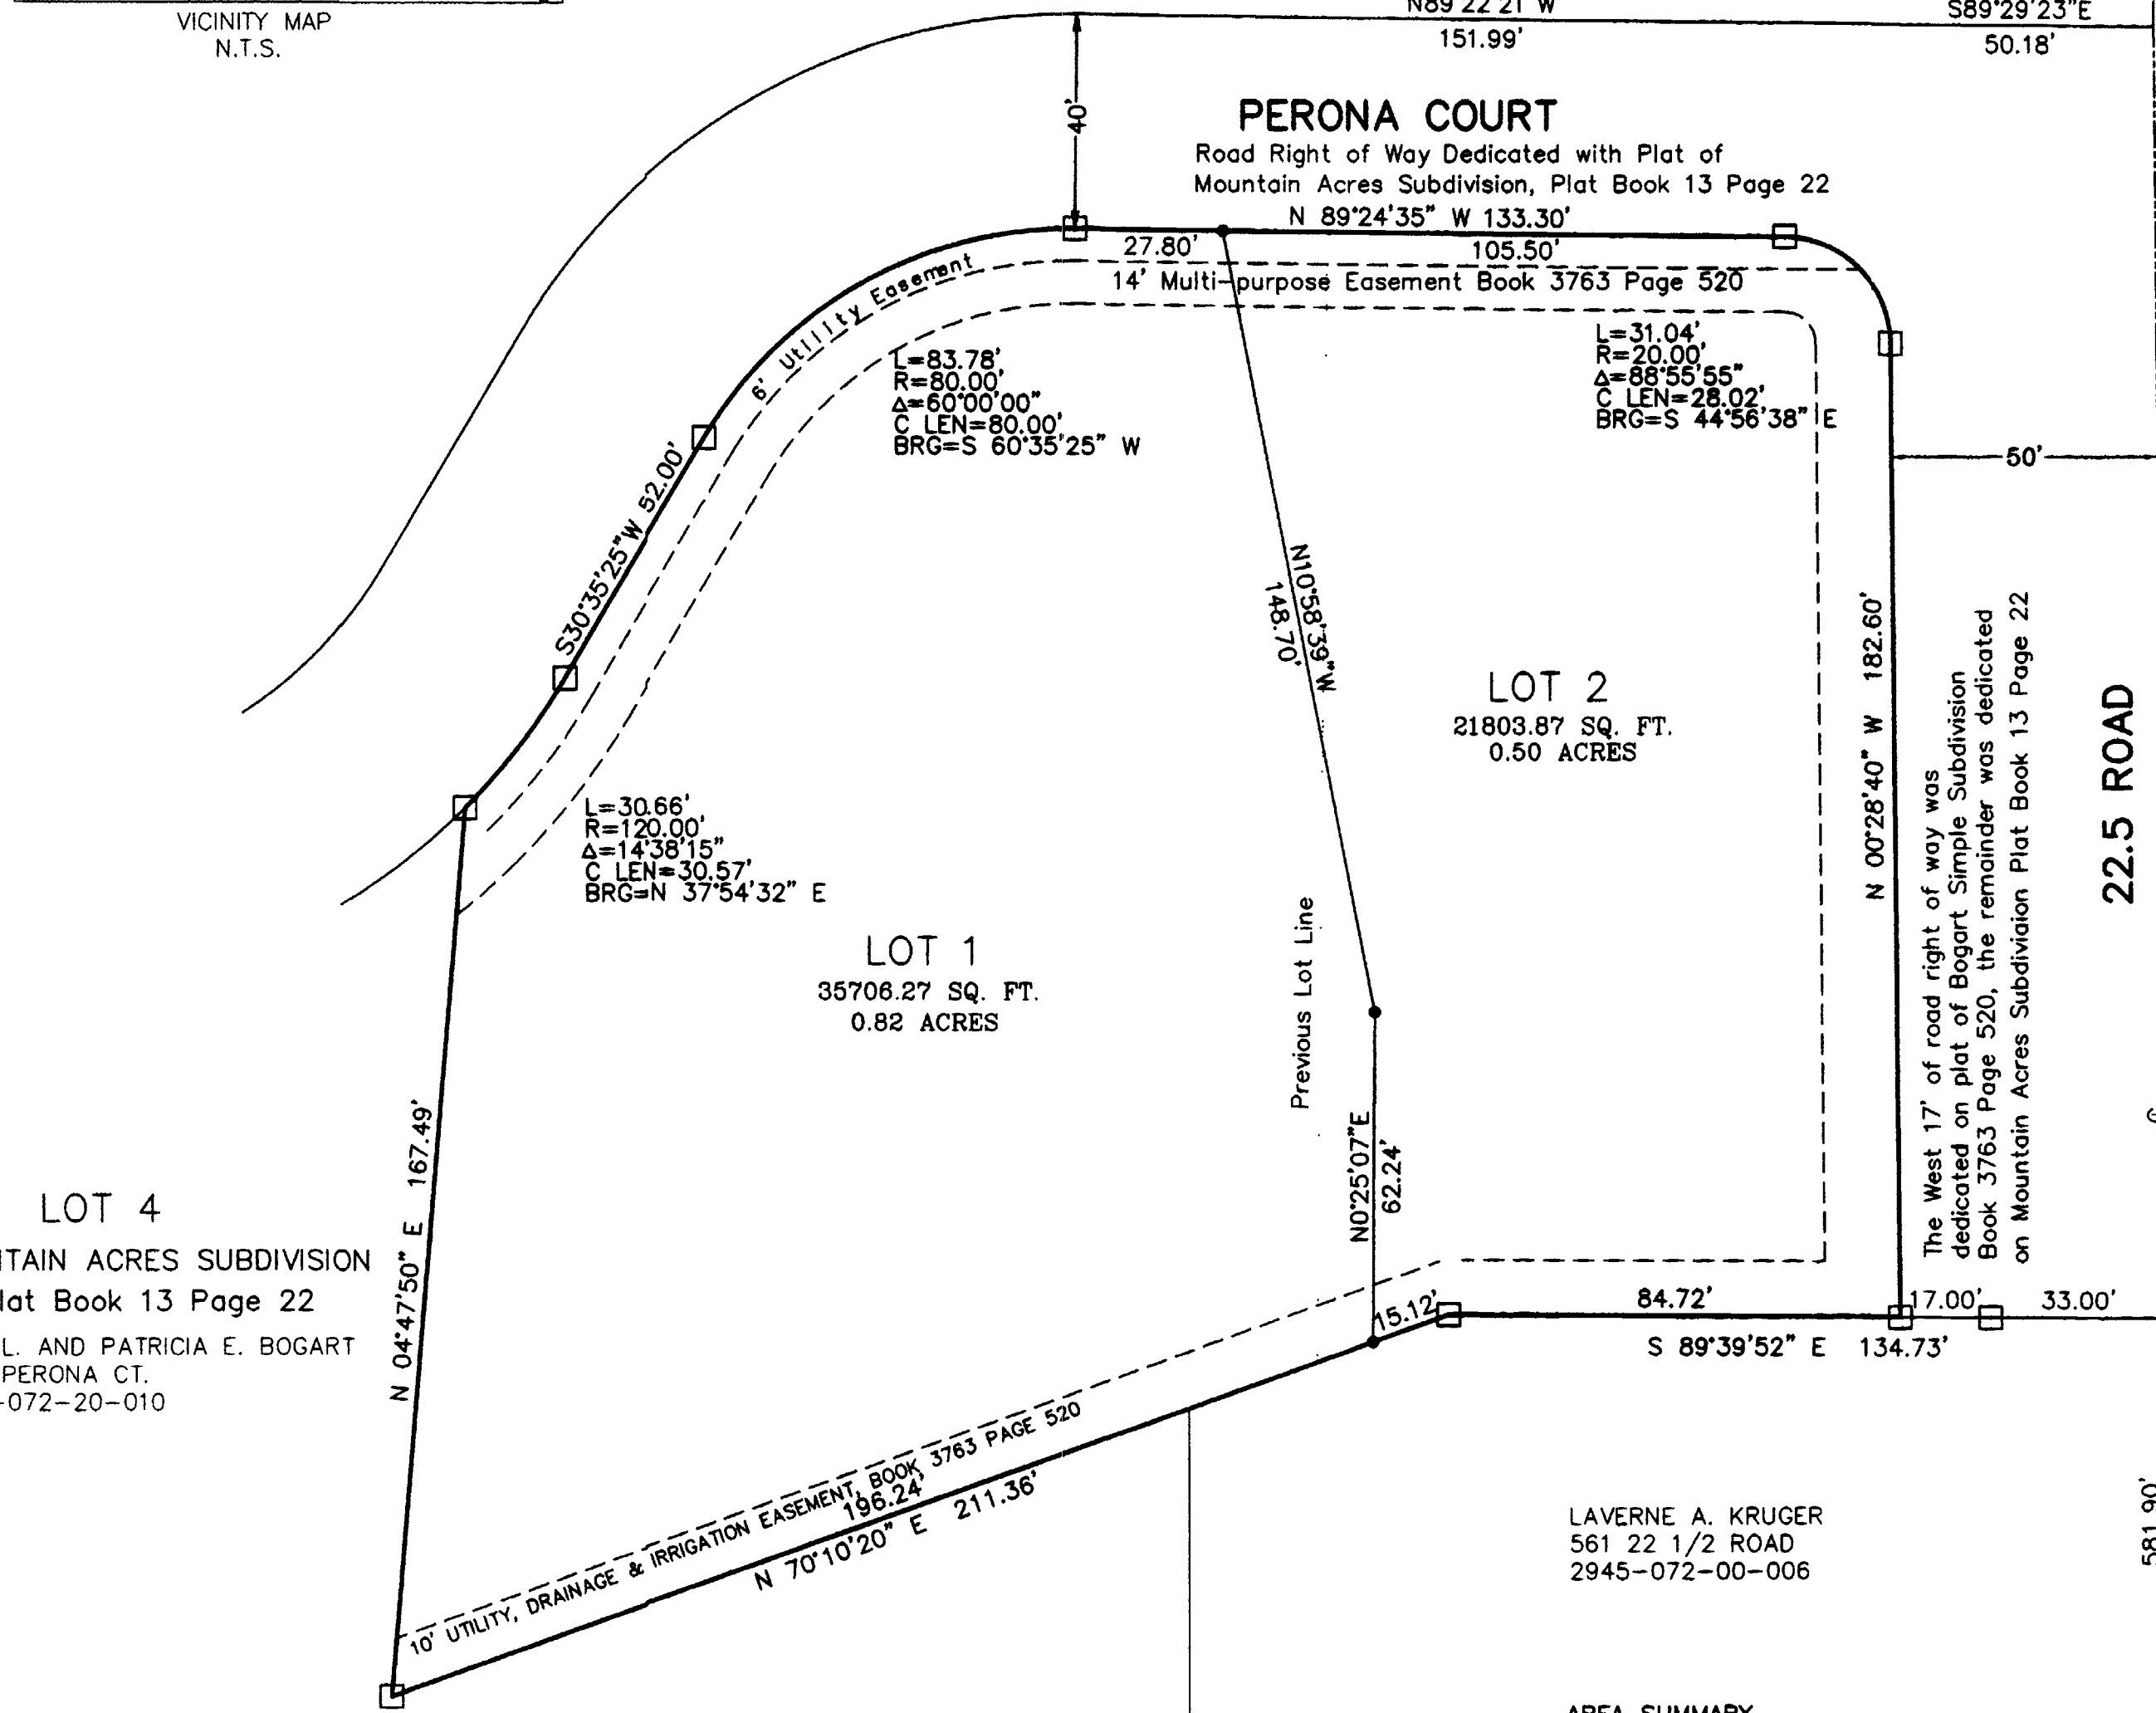 VICINITY MAP
N.T.S.
N89°22'21"W
151.99'
S89°29'23"E
50.18'
40'
PERONA COURT
Road Right of Way Dedicated with Plat of
Mountain Acres Subdivision, Plat Book 13 Page 22
N 89°24'35" W 133.30'
27.80'
105.50'
14' Multi-purpose Easement Book 3763 Page 520
6' Utility Easement
L=83.78'
R=80.00'
Δ=60°00'00"
C LEN=80.00'
BRG=S 60°35'25" W
L=31.04'
R=20.00'
Δ=88°55'55"
C LEN=28.02'
BRG=S 44°56'38" E
50'
S30°35'25"W 52.00'
N10°58'39"W
148.70'
LOT 2
21803.87 SQ. FT.
0.50 ACRES
N 00°28'40" W 182.60'
The West 17' of road right of way was
dedicated on plat of Bogart Simple Subdivision
Book 3763 Page 520, the remainder was dedicated
on Mountain Acres Subdivision Plat Book 13 Page 22
22.5 ROAD
L=30.66'
R=120.00'
Δ=14°38'15"
C LEN=30.57'
BRG=N 37°54'32" E
LOT 1
35706.27 SQ. FT.
0.82 ACRES
Previous Lot Line
N0°25'07"E
62.24'
N 04°47'50" E 167.49'
LOT 4
NTAIN ACRES SUBDIVISION
lat Book 13 Page 22
L. AND PATRICIA E. BOGART
PERONA CT.
-072-20-010
15.12'
84.72'
17.00'
33.00'
S 89°39'52" E 134.73'
10' UTILITY, DRAINAGE & IRRIGATION EASEMENT, BOOK 3763 PAGE 520
196.24'
N 70°10'20" E 211.36'
LAVERNE A. KRUGER
561 22 1/2 ROAD
2945-072-00-006
581.90'
AREA SUMMARY